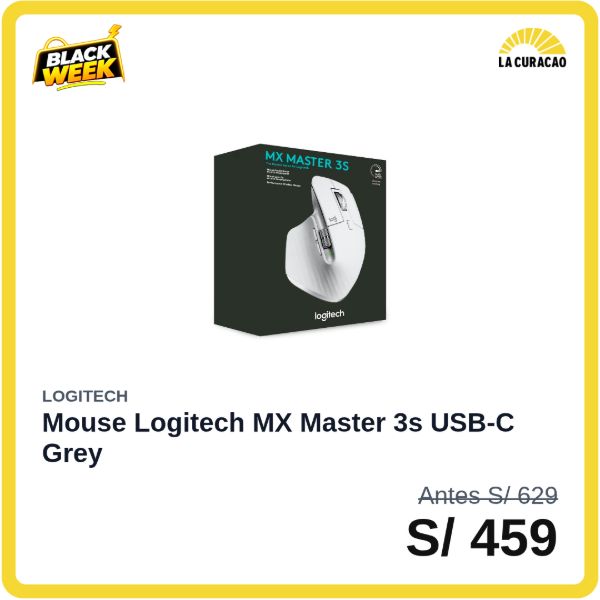 BLACK
WEEK
LA CURACAO
MX MASTER 3S
logitech
LOGITECH
Mouse Logitech MX Master 3s USB-C
Grey
Antes S/ 629
S/ 459